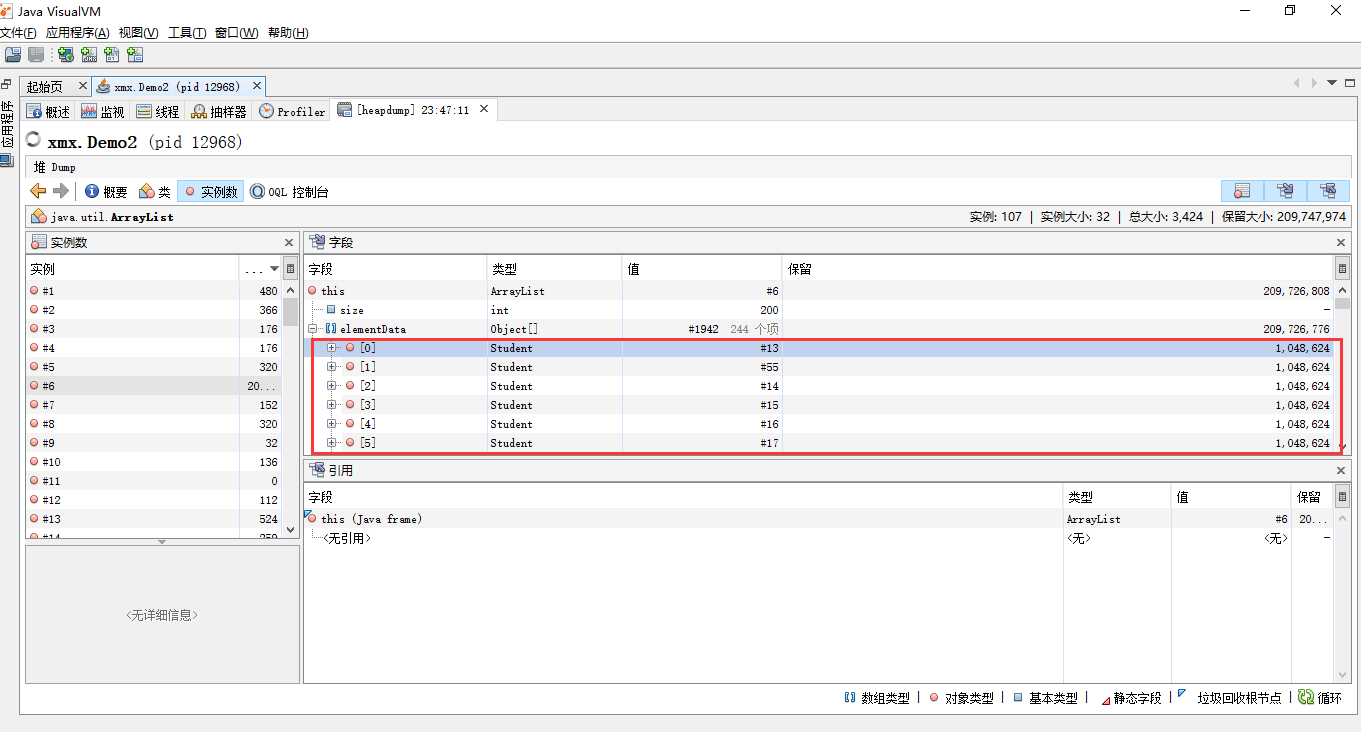 Java VisualVM
文件(F) 应用程序(A) 视图(V) 工具(T) 窗口(W) 帮助(H)
应用程序
起始页 xmx.Demo2 (pid 12968)
概述 监视 线程 抽样器 Profiler [heapdump] 23:47:11
xmx.Demo2 (pid 12968)
堆 Dump
概要 类 实例数 OQL 控制台
java.util.ArrayList 实例: 107 | 实例大小: 32 | 总大小: 3,424 | 保留大小: 209,747,974
实例数
实例 ...
#1 480
#2 366
#3 176
#4 176
#5 320
#6 20...
#7 152
#8 320
#9 32
#10 136
#11 0
#12 112
#13 524
#14 259
<无详细信息>
字段
字段 类型 值 保留
this ArrayList #6 209,726,808
size int 200 –
elementData Object[] #1942 244 个项 209,726,776
[0] Student #13 1,048,624
[1] Student #55 1,048,624
[2] Student #14 1,048,624
[3] Student #15 1,048,624
[4] Student #16 1,048,624
[5] Student #17 1,048,624
引用
字段 类型 值 保留
this (Java frame) ArrayList #6 20...
<无引用> <无> <无> –
数组类型 | 对象类型 | 基本类型 | 静态字段 | 垃圾回收根节点 | 循环